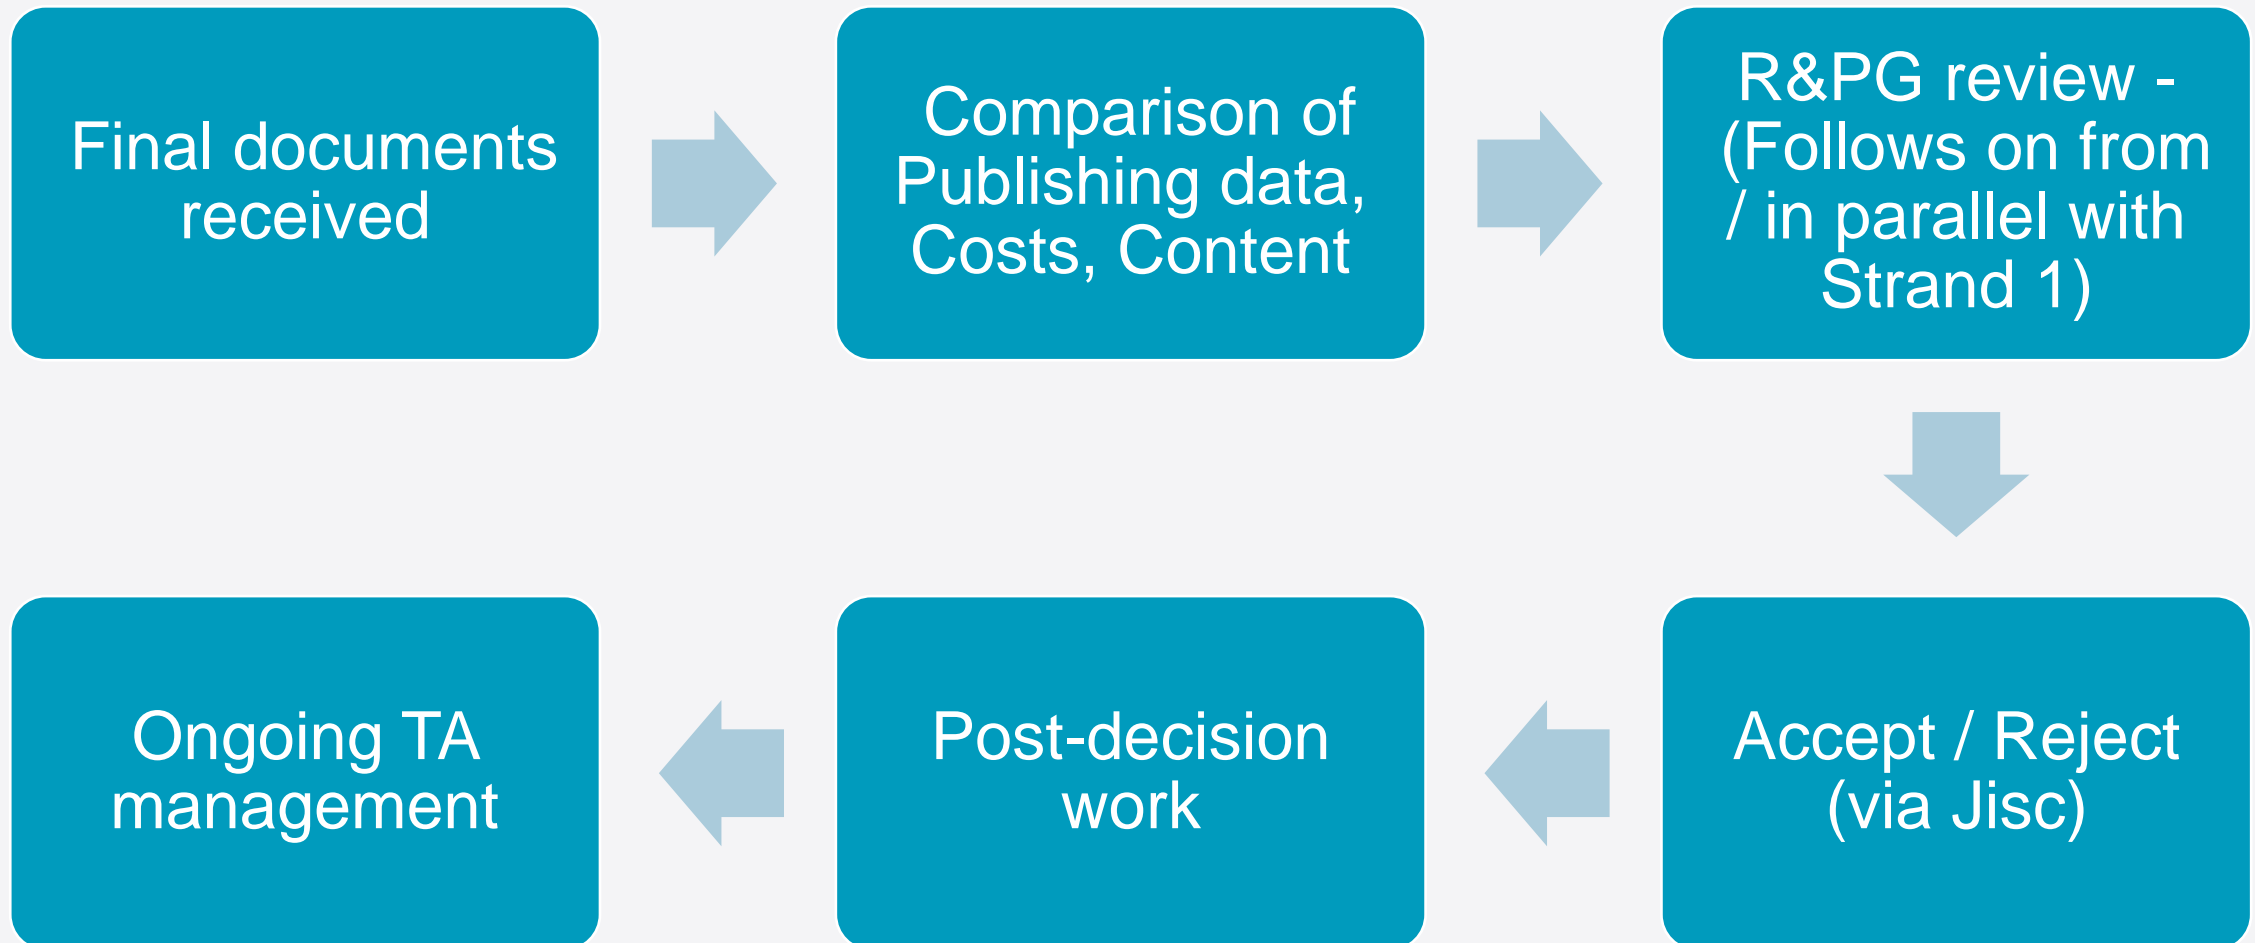 Final documents
received
Comparison of
Publishing data,
Costs, Content
R&PG review -
(Follows on from
/ in parallel with
Strand 1)
Accept / Reject
(via Jisc)
Post-decision
work
Ongoing TA
management